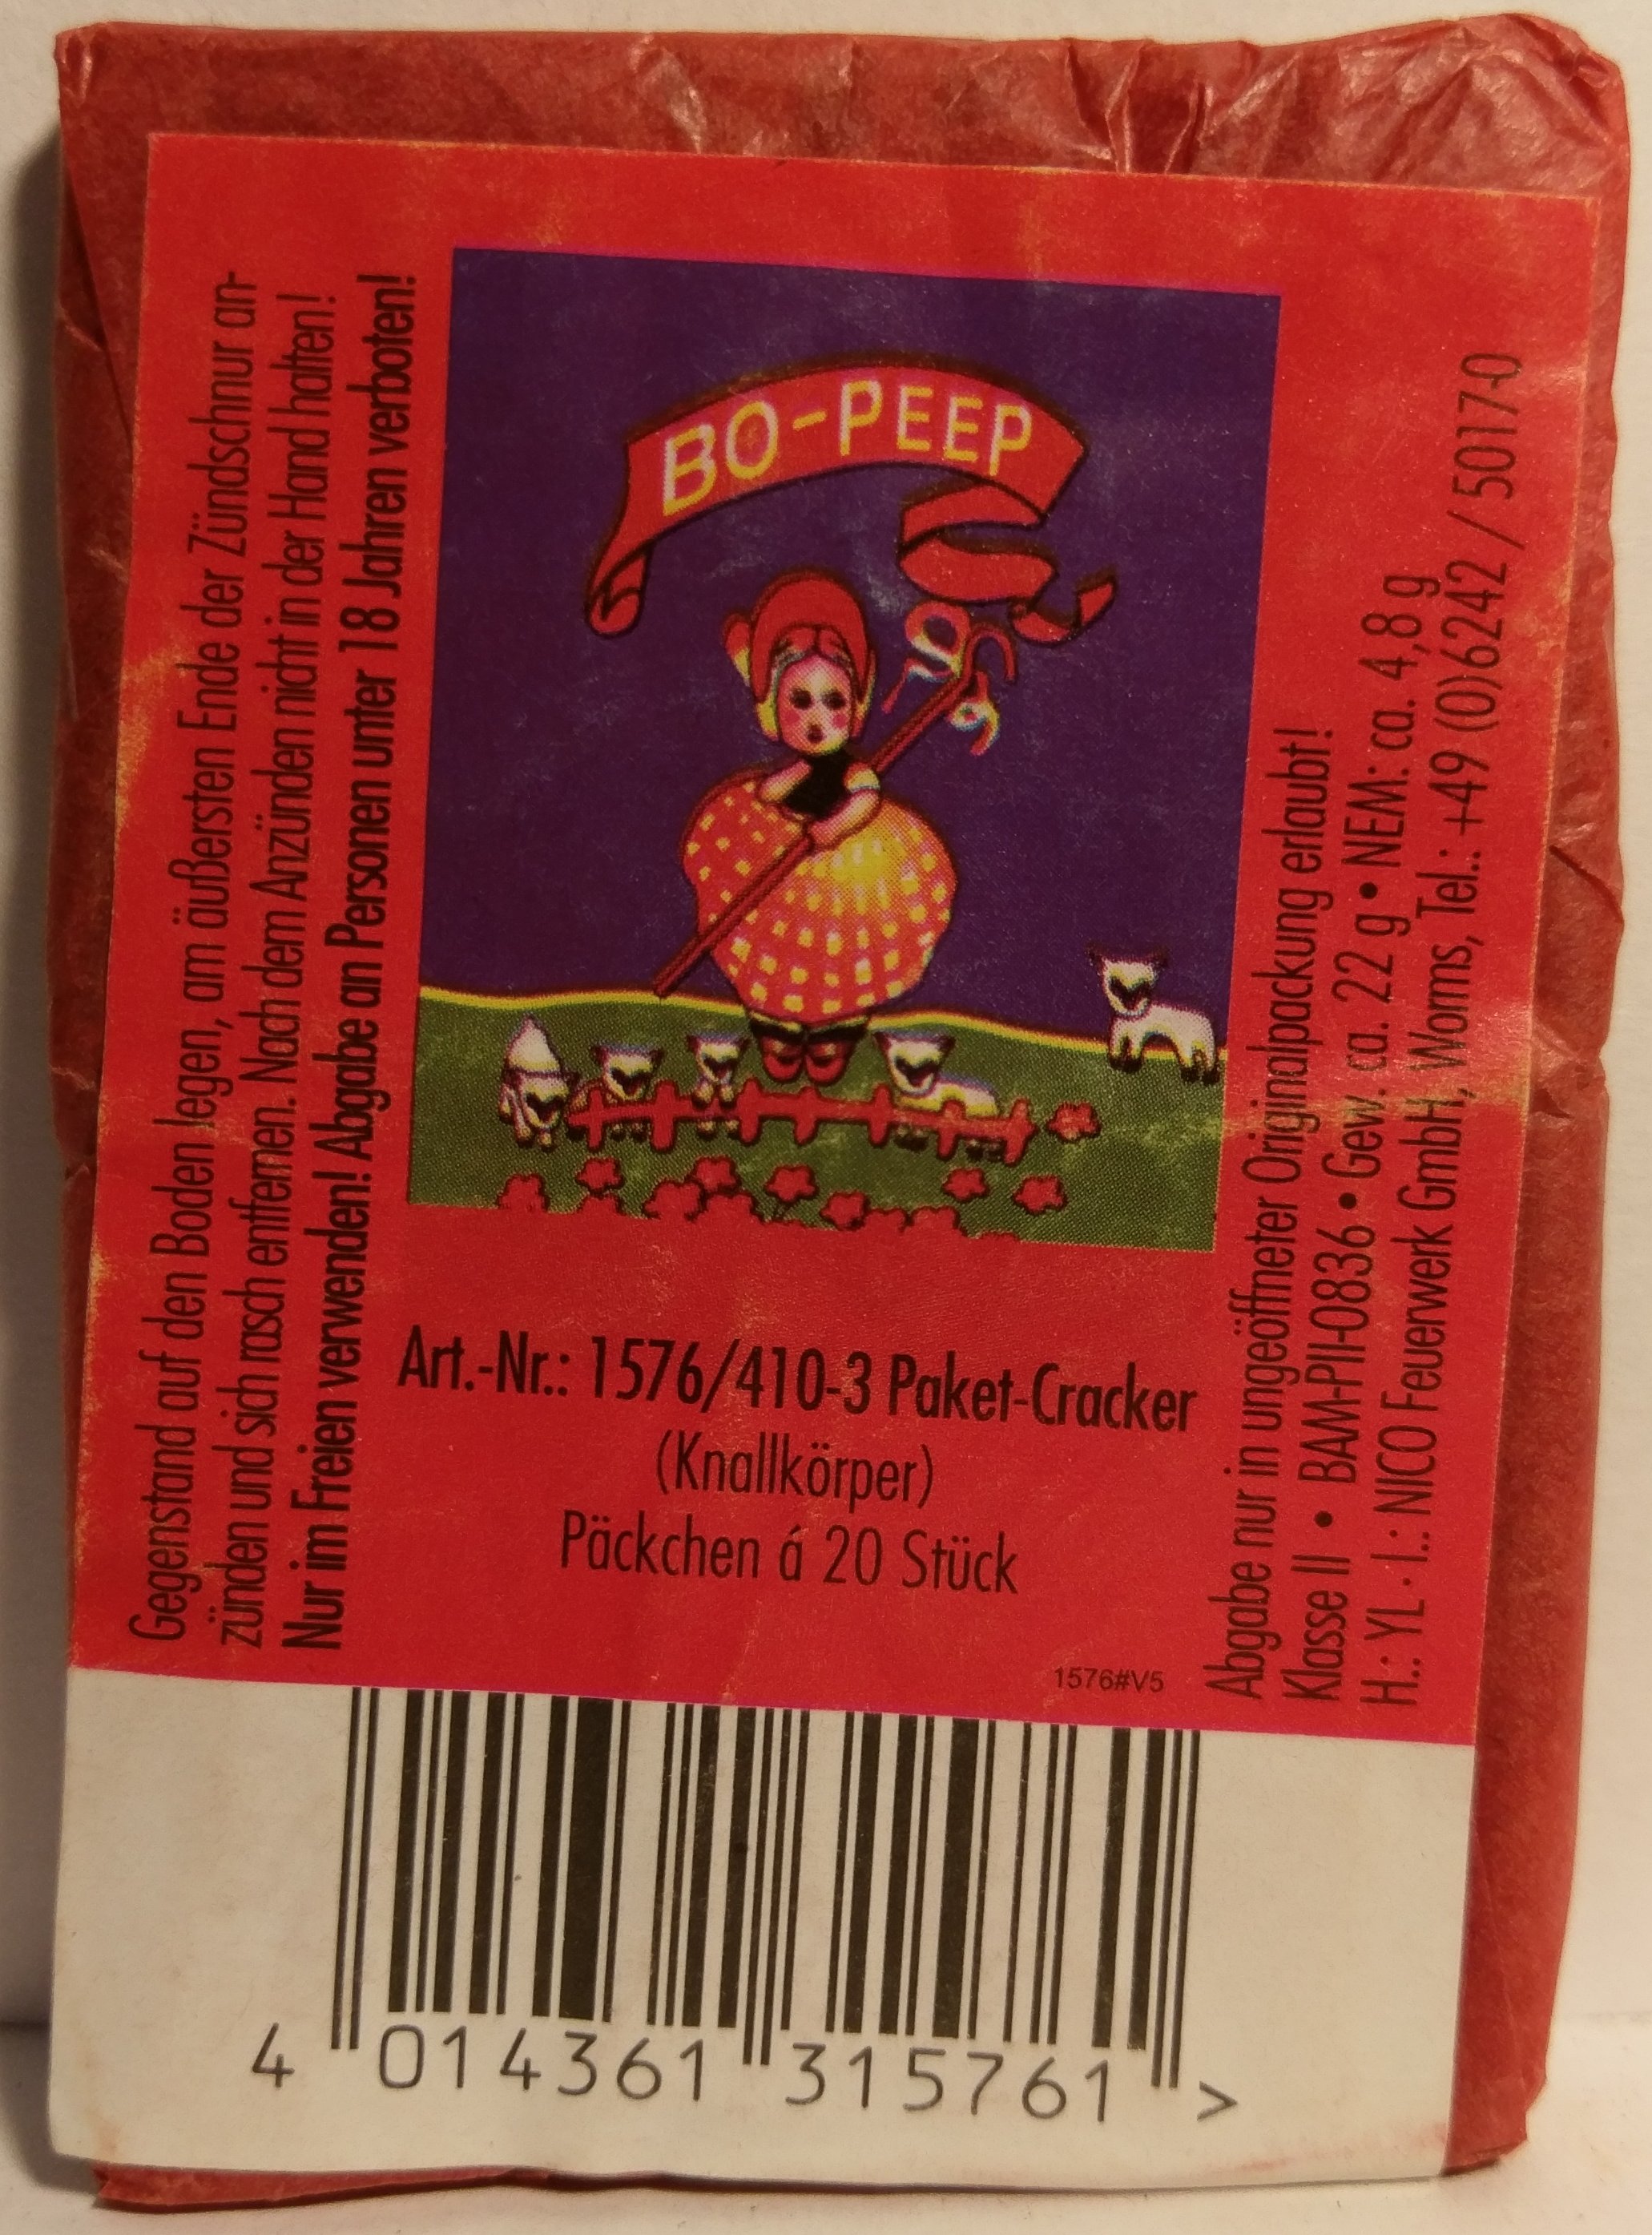 BO-PEEP
Gegenstand auf den Boden legen, am äußersten Ende der Zündschnur an-
zünden und sich rasch entfernen. Nach dem Anzünden nicht in der Hand halten!
Nur im Freien verwenden! Abgabe an Personen unter 18 Jahren verboten!
Art.-Nr.: 1576/410-3 Paket-Cracker
(Knallkörper)
Päckchen á 20 Stück
1576#V5
Abgabe nur in ungeöffneter Originalpackung erlaubt!
Klasse II • BAM-PII-0836 • Gew. ca. 22 g • NEM: ca. 4,8 g
H.: YL · I.: NICO Feuerwerk GmbH, Worms, Tel.: +49 (0)6242 / 5017-0
4 014361 315761 >